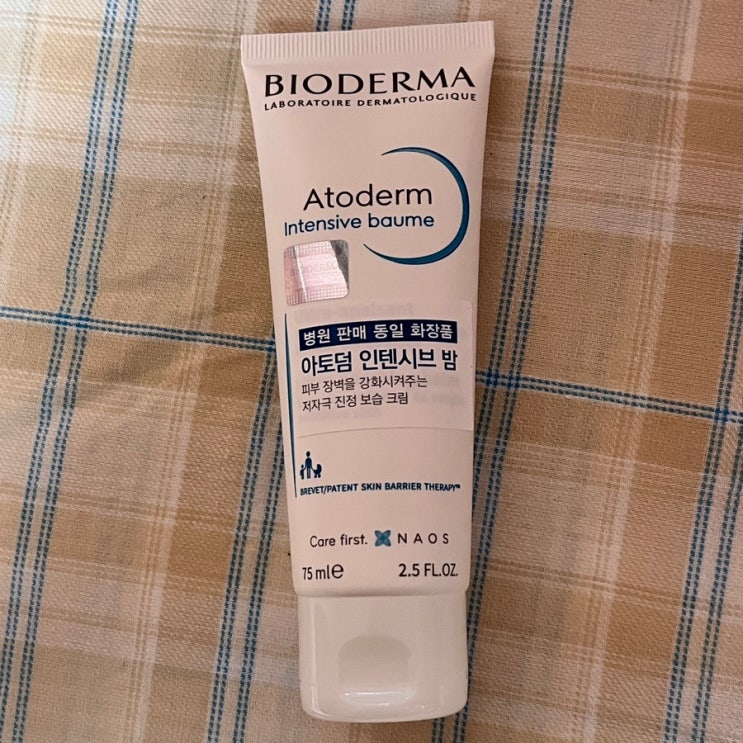 BIODERMA
LABORATOIRE DERMATOLOGIQUE
Atoderm
Intensive baume
BIODERMA
병원 판매 동일 화장품
아토덤 인텐시브 밤
피부 장벽을 강화시켜주는
저자극 진정 보습 크림
BREVET/PATENT SKIN BARRIER THERAPY™
Care first. NAOS
75 ml℮ 2.5 FL.OZ.